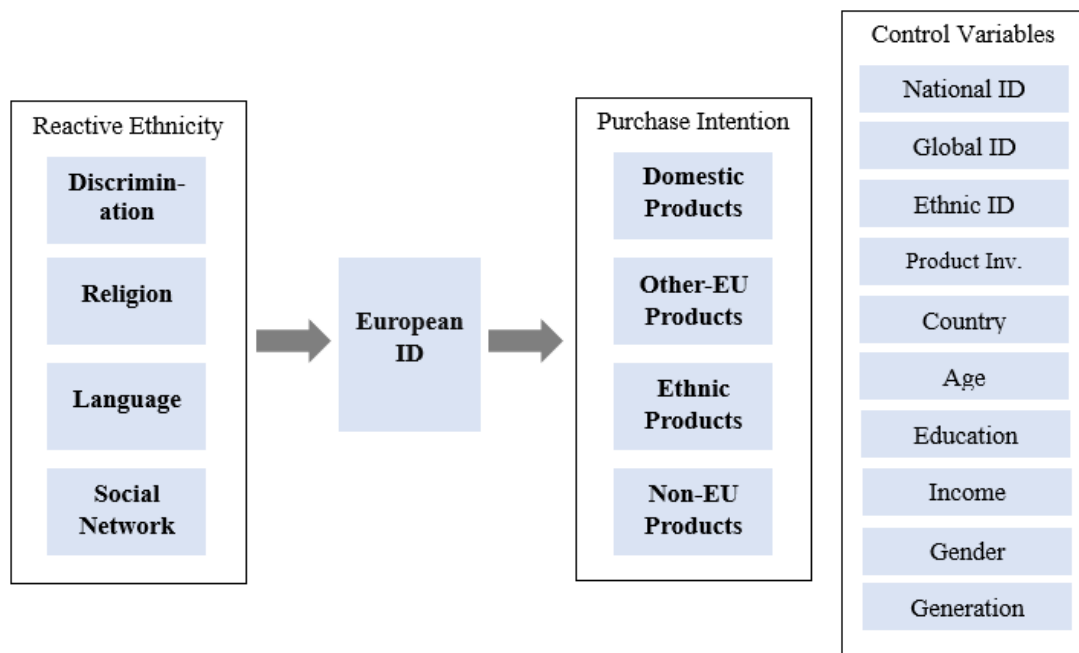 Reactive Ethnicity
Discrimin-
ation
Religion
Language
Social
Network
European
ID
Purchase Intention
Domestic
Products
Other-EU
Products
Ethnic
Products
Non-EU
Products
Control Variables
National ID
Global ID
Ethnic ID
Product Inv.
Country
Age
Education
Income
Gender
Generation